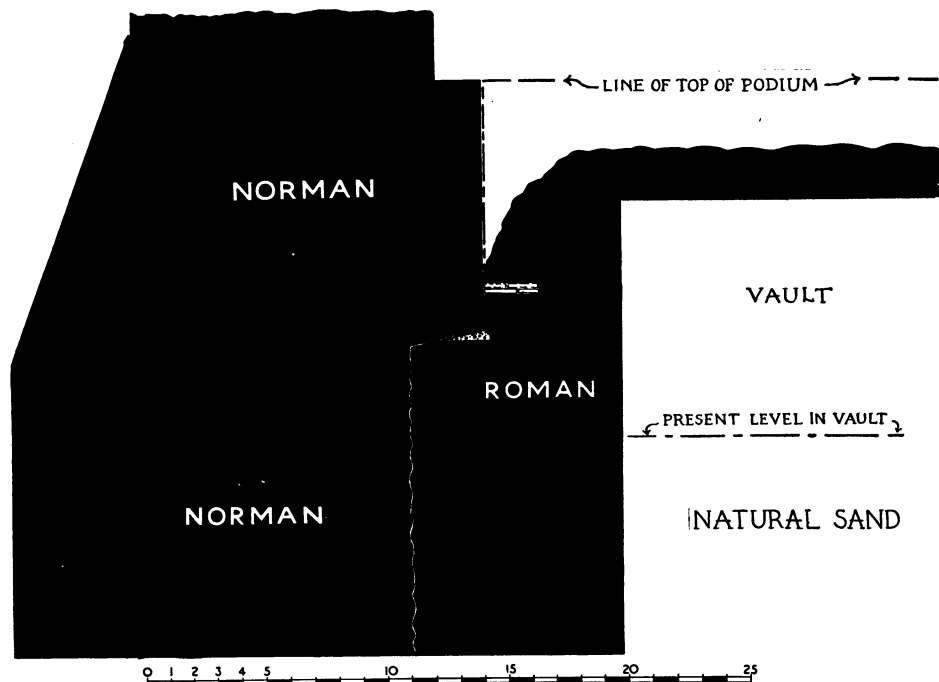 LINE OF TOP OF PODIUM
NORMAN
VAULT
ROMAN
PRESENT LEVEL IN VAULT
NORMAN
NATURAL SAND
0 1 2 3 4 5 10 15 20 25